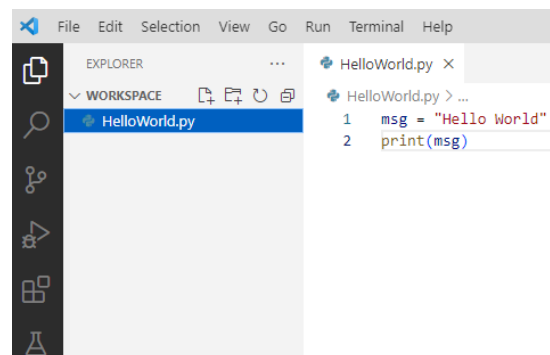 File Edit Selection View Go Run Terminal Help
EXPLORER ...
WORKSPACE
HelloWorld.py
HelloWorld.py ×
HelloWorld.py > ...
1 msg = "Hello World"
2 print(msg)